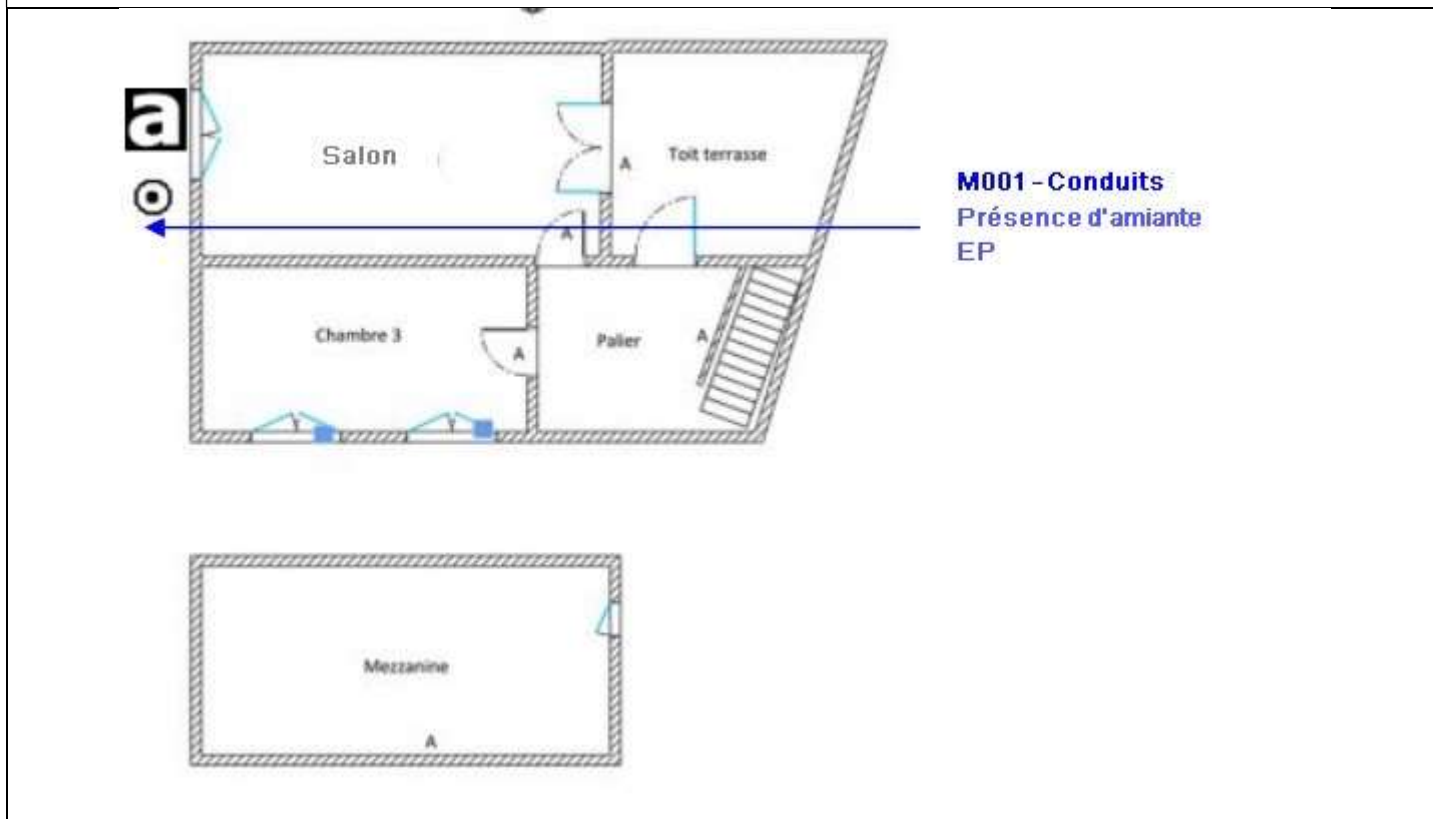 a
Salon
A
Toit terrasse
M001 - Conduits
Présence d'amiante
EP
A
Chambre 3
A
Palier
A
Mezzanine
A